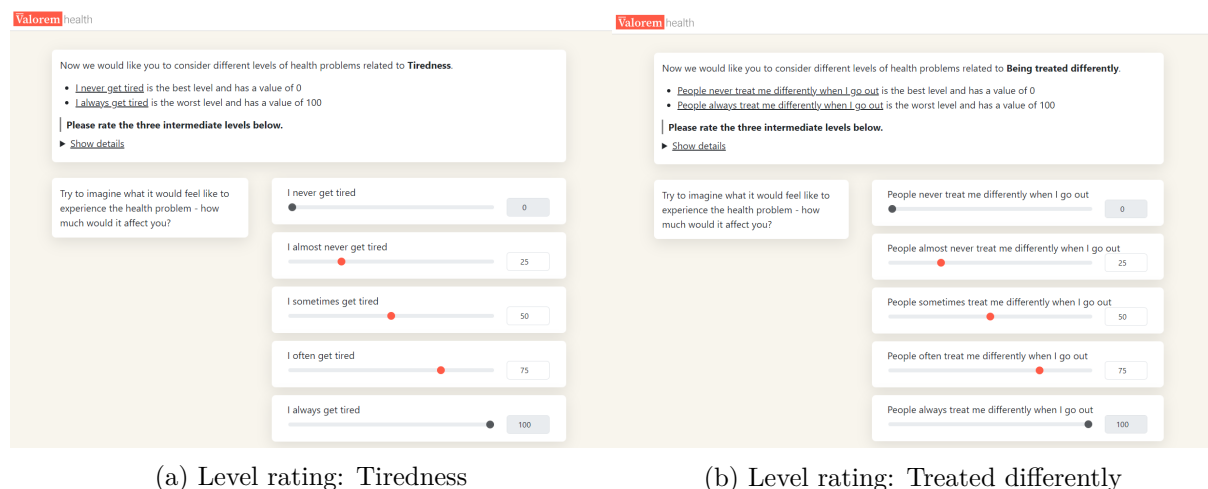 Valorem health
Now we would like you to consider different levels of health problems related to Tiredness.
• I never get tired is the best level and has a value of 0
• I always get tired is the worst level and has a value of 100
Please rate the three intermediate levels below.
▶ Show details
Try to imagine what it would feel like to
experience the health problem - how
much would it affect you?
I never get tired
0
I almost never get tired
25
I sometimes get tired
50
I often get tired
75
I always get tired
100
(a) Level rating: Tiredness
Valorem health
Now we would like you to consider different levels of health problems related to Being treated differently.
• People never treat me differently when I go out is the best level and has a value of 0
• People always treat me differently when I go out is the worst level and has a value of 100
Please rate the three intermediate levels below.
▶ Show details
Try to imagine what it would feel like to
experience the health problem - how
much would it affect you?
People never treat me differently when I go out
0
People almost never treat me differently when I go out
25
People sometimes treat me differently when I go out
50
People often treat me differently when I go out
75
People always treat me differently when I go out
100
(b) Level rating: Treated differently